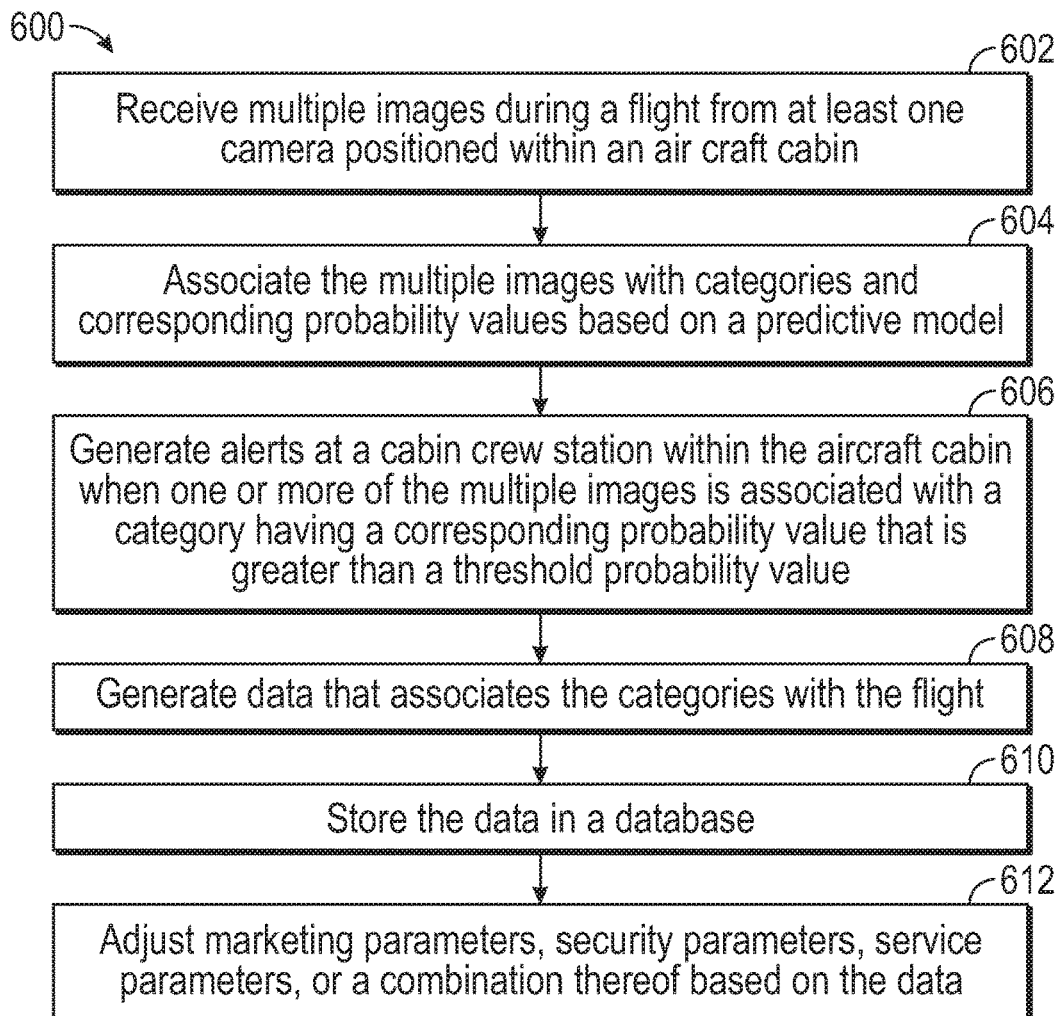 600
602
Receive multiple images during a flight from at least one
camera positioned within an air craft cabin
604
Associate the multiple images with categories and
corresponding probability values based on a predictive model
606
Generate alerts at a cabin crew station within the aircraft cabin
when one or more of the multiple images is associated with a
category having a corresponding probability value that is
greater than a threshold probability value
608
Generate data that associates the categories with the flight
610
Store the data in a database
612
Adjust marketing parameters, security parameters, service
parameters, or a combination thereof based on the data